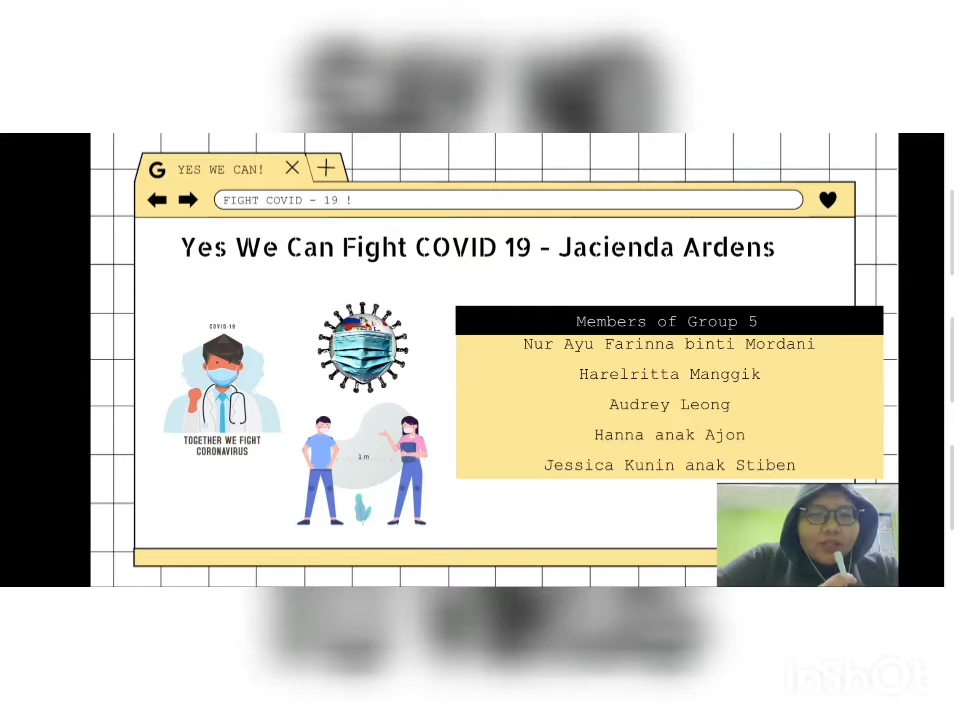 YES WE CAN!
FIGHT COVID - 19 !
Yes We Can Fight COVID 19 - Jacienda Ardens
COVID-19
TOGETHER WE FIGHT
CORONAVIRUS
1 m
Members of Group 5
Nur Ayu Farinna binti Mordani
Harelritta Manggik
Audrey Leong
Hanna anak Ajon
Jessica Kunin anak Stiben
InShOt